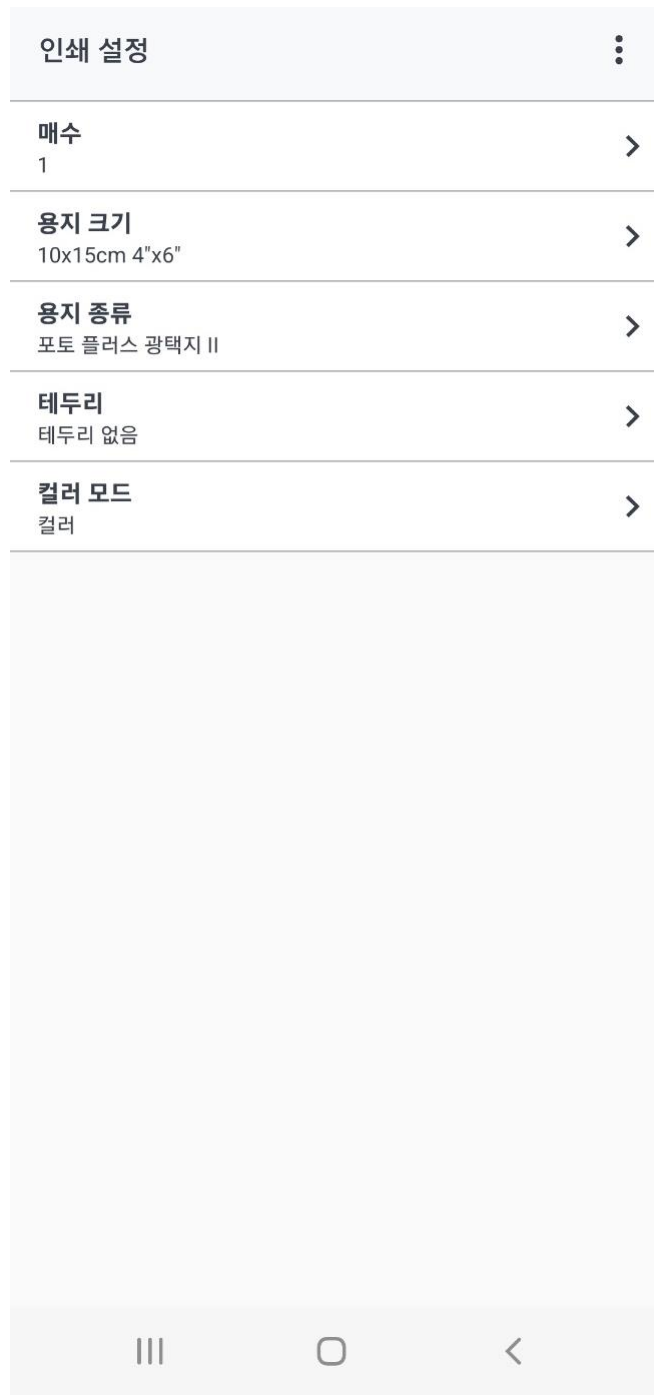 인쇄 설정
매수
1
용지 크기
10x15cm 4"x6"
용지 종류
포토 플러스 광택지 II
테두리
테두리 없음
컬러 모드
컬러